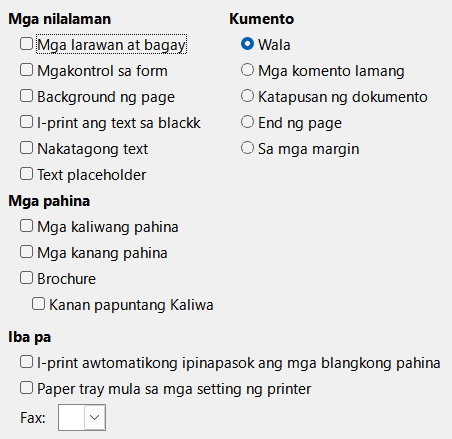 Mga nilalaman
Mga larawan at bagay
Mgakontrol sa form
Background ng page
I-print ang text sa blackk
Nakatagong text
Text placeholder
Kumento
Wala
Mga komento lamang
Katapusan ng dokumento
End ng page
Sa mga margin
Mga pahina
Mga kaliwang pahina
Mga kanang pahina
Brochure
Kanan papuntang Kaliwa
Iba pa
I-print awtomatikong ipinapasok ang mga blangkong pahina
Paper tray mula sa mga setting ng printer
Fax: